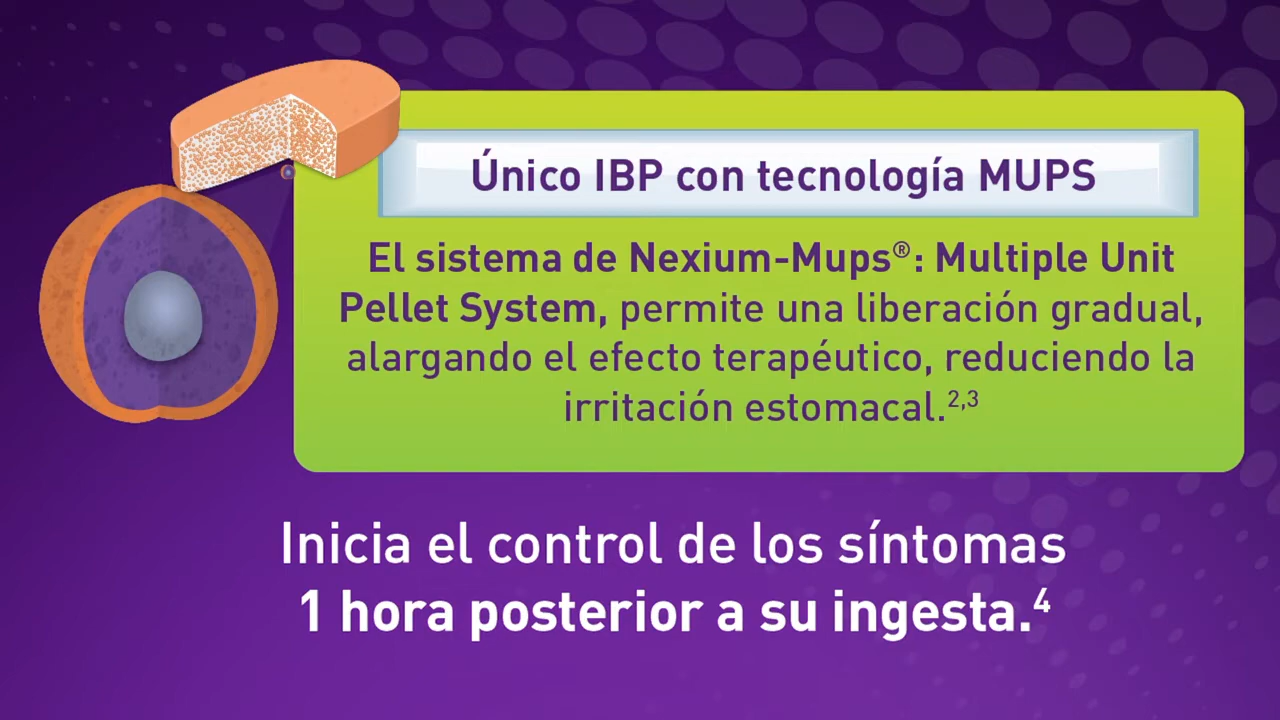 Único IBP con tecnología MUPS
El sistema de Nexium-Mups®: Multiple Unit
Pellet System, permite una liberación gradual,
alargando el efecto terapéutico, reduciendo la
irritación estomacal.2,3
Inicia el control de los síntomas
1 hora posterior a su ingesta.4